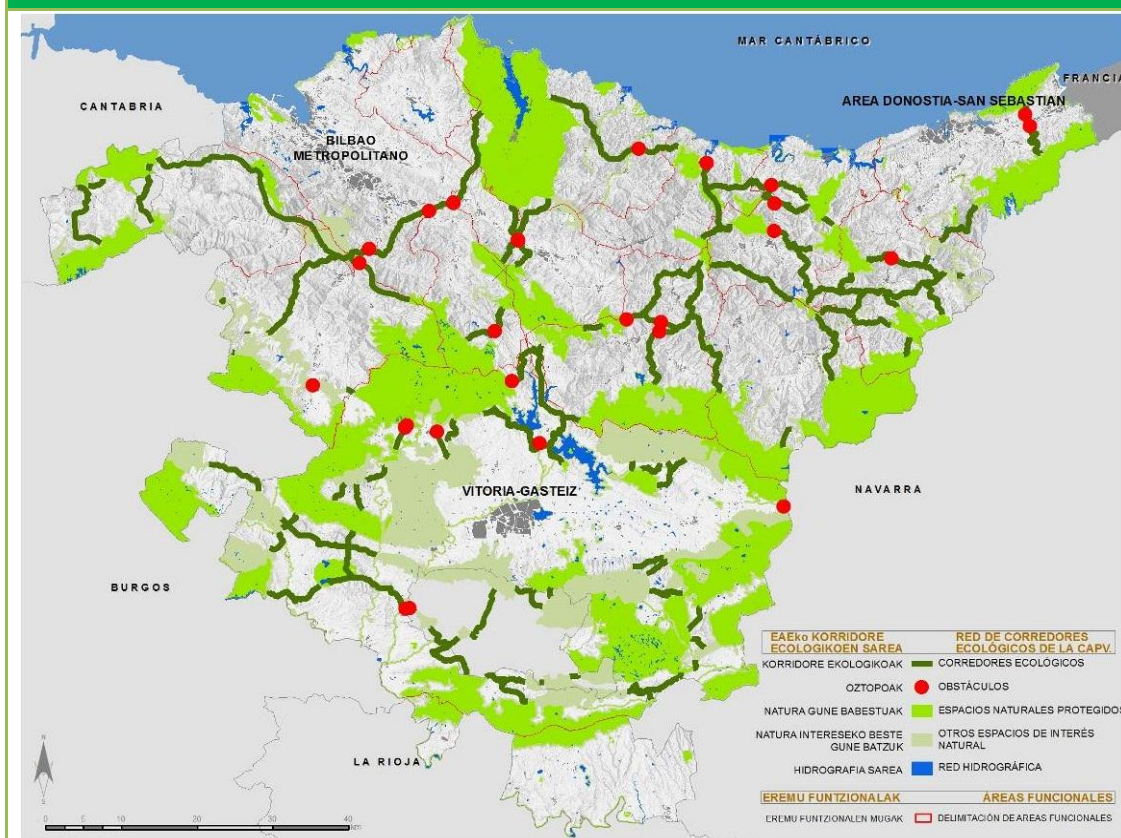 MAR CANTÁBRICO
FRANCIA
CANTABRIA
AREA DONOSTIA-SAN SEBASTIAN
BILBAO
METROPOLITANO
VITORIA-GASTEIZ
NAVARRA
BURGOS
LA RIOJA
EAEko KORRIDORE
ECOLOGIKOEN SAREA
RED DE CORREDORES
ECOLÓGICOS DE LA CAPV.
KORRIDORE EKOLOGIKOAK
CORREDORES ECOLÓGICOS
OZTOPOAK
OBSTÁCULOS
NATURA GUNE BABESTUAK
ESPACIOS NATURALES PROTEGIDOS
NATURA INTERESEKO BESTE
GUNE BATZUK
OTROS ESPACIOS DE INTERÉS
NATURAL
HIDROGRAFIA SAREA
RED HIDROGRÁFICA
EREMU FUNTZIONALAK
ÁREAS FUNCIONALES
EREMU FUNTZIONALEN MUGAK
DELIMITACIÓN DE AREAS FUNCIONALES
N
S
0 5 10 20 30 40
km